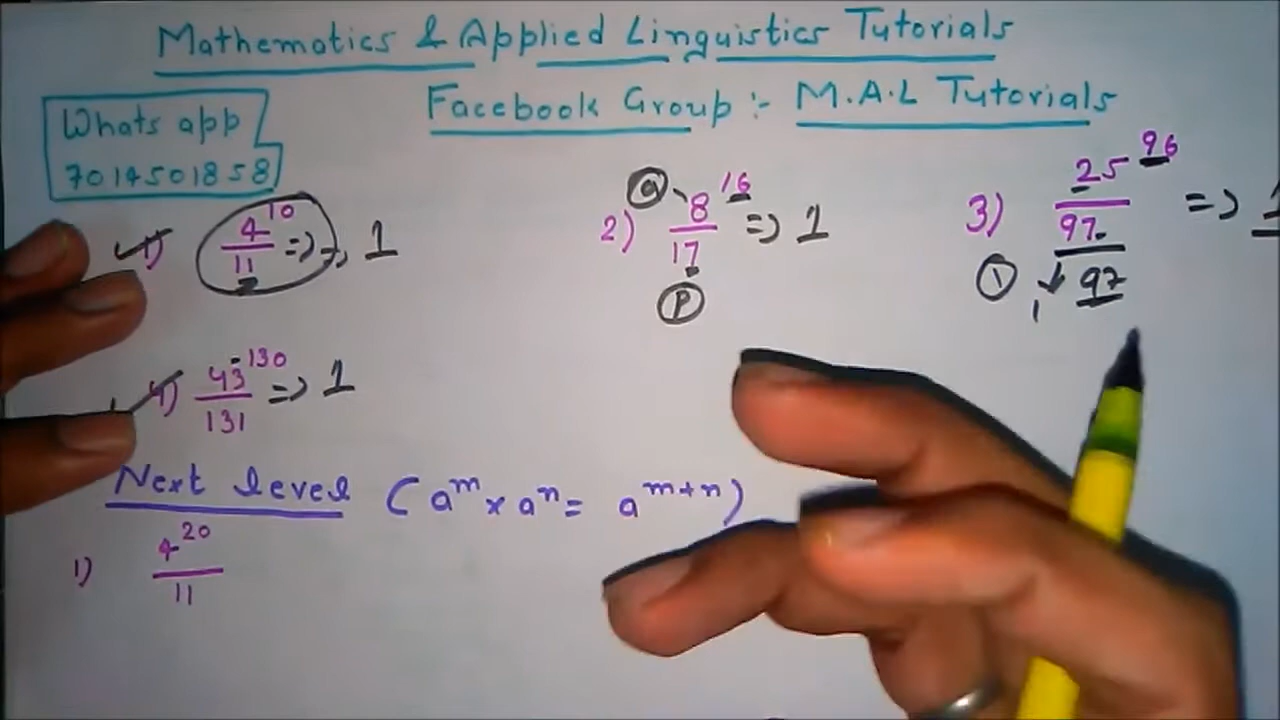 Mathematics & Applied Linguistics Tutorials
Facebook Group :- M.A.L Tutorials
Whats app
7014501858
1) 4^10/11 => → 1
2) a 8^16/17 => 1
p
3) 25^96/97 => 1
1 97
4) 43^130/131 => 1
Next level (a^m × a^n = a^m+n)
1) 4^20/11